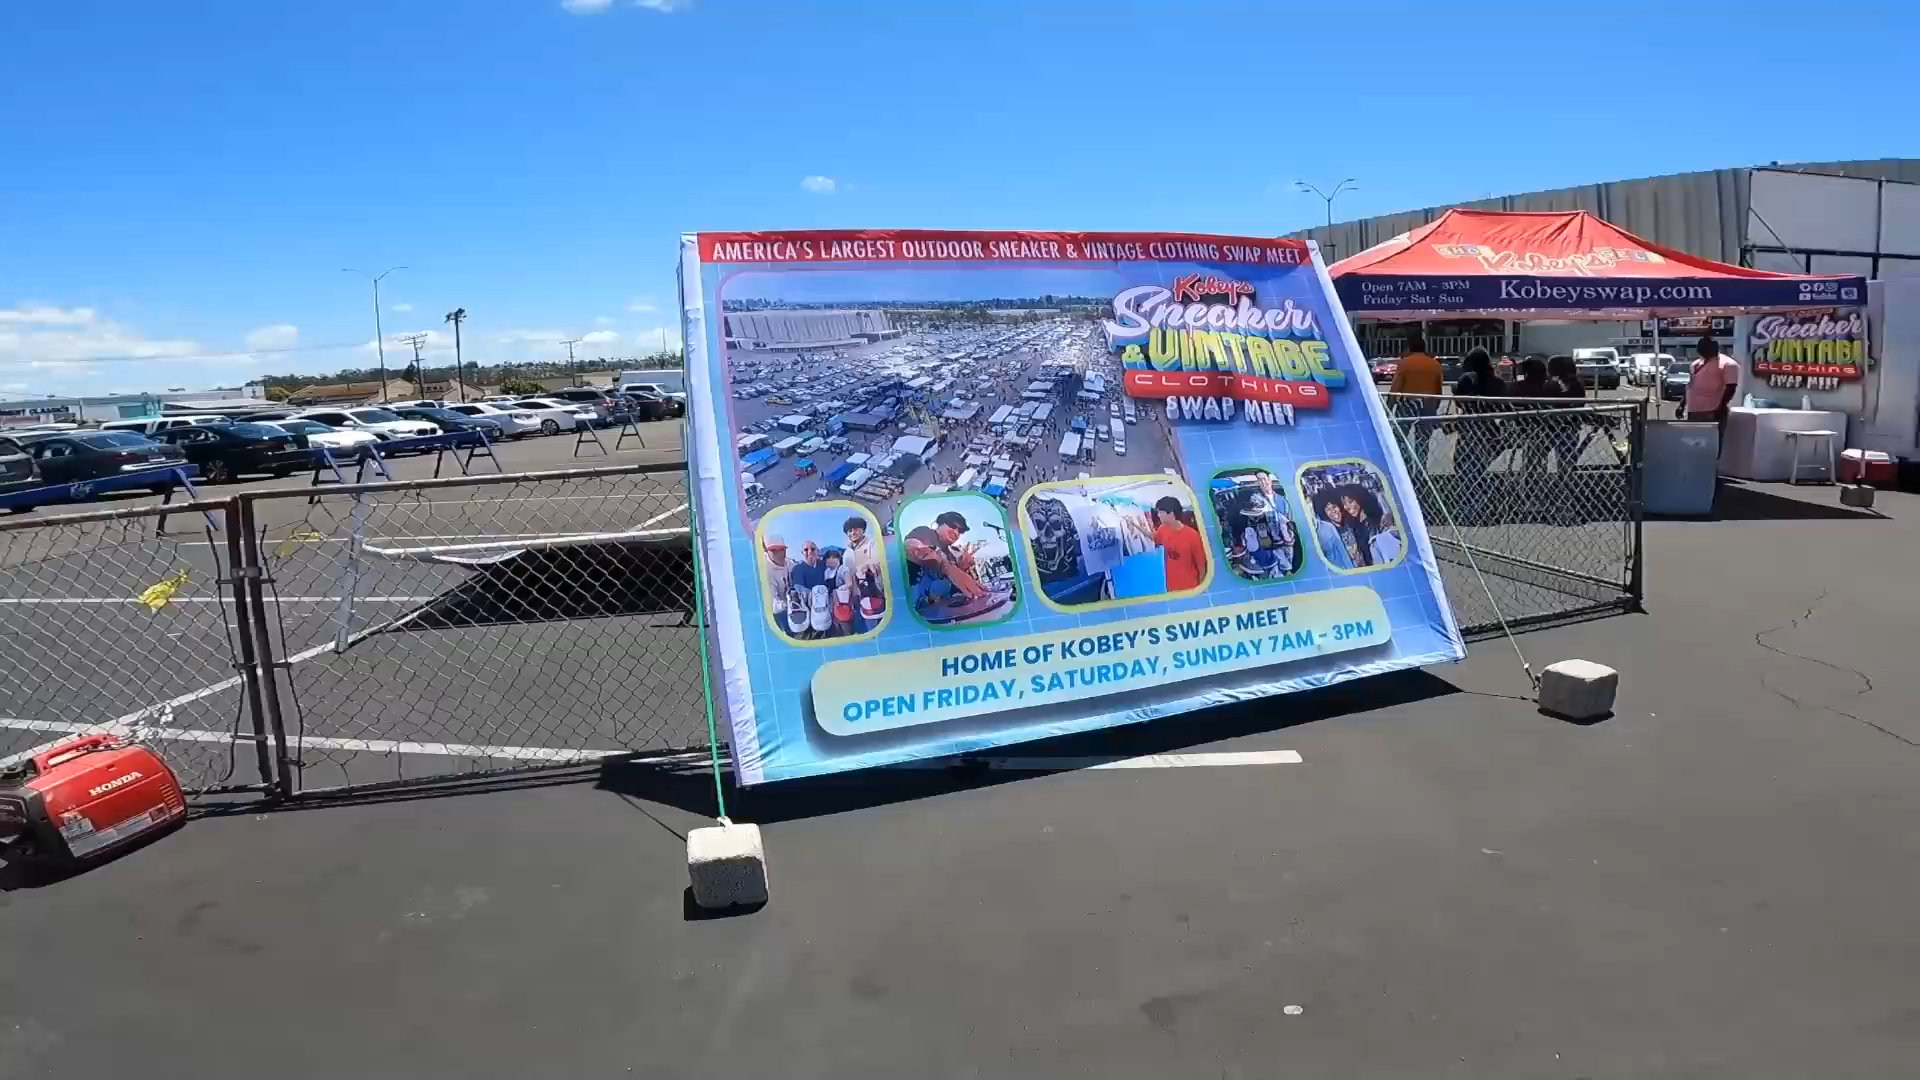 AMERICA'S LARGEST OUTDOOR SNEAKER & VINTAGE CLOTHING SWAP MEET
Kobey's
Sneaker
& VINTAGE
CLOTHING
SWAP MEET
HOME OF KOBEY'S SWAP MEET
OPEN FRIDAY, SATURDAY, SUNDAY 7AM - 3PM
Kobey's
Open 7AM - 3PM
Friday· Sat· Sun
Kobeyswap.com
Sneaker
& VINTAGE
CLOTHING
SWAP MEET
HONDA